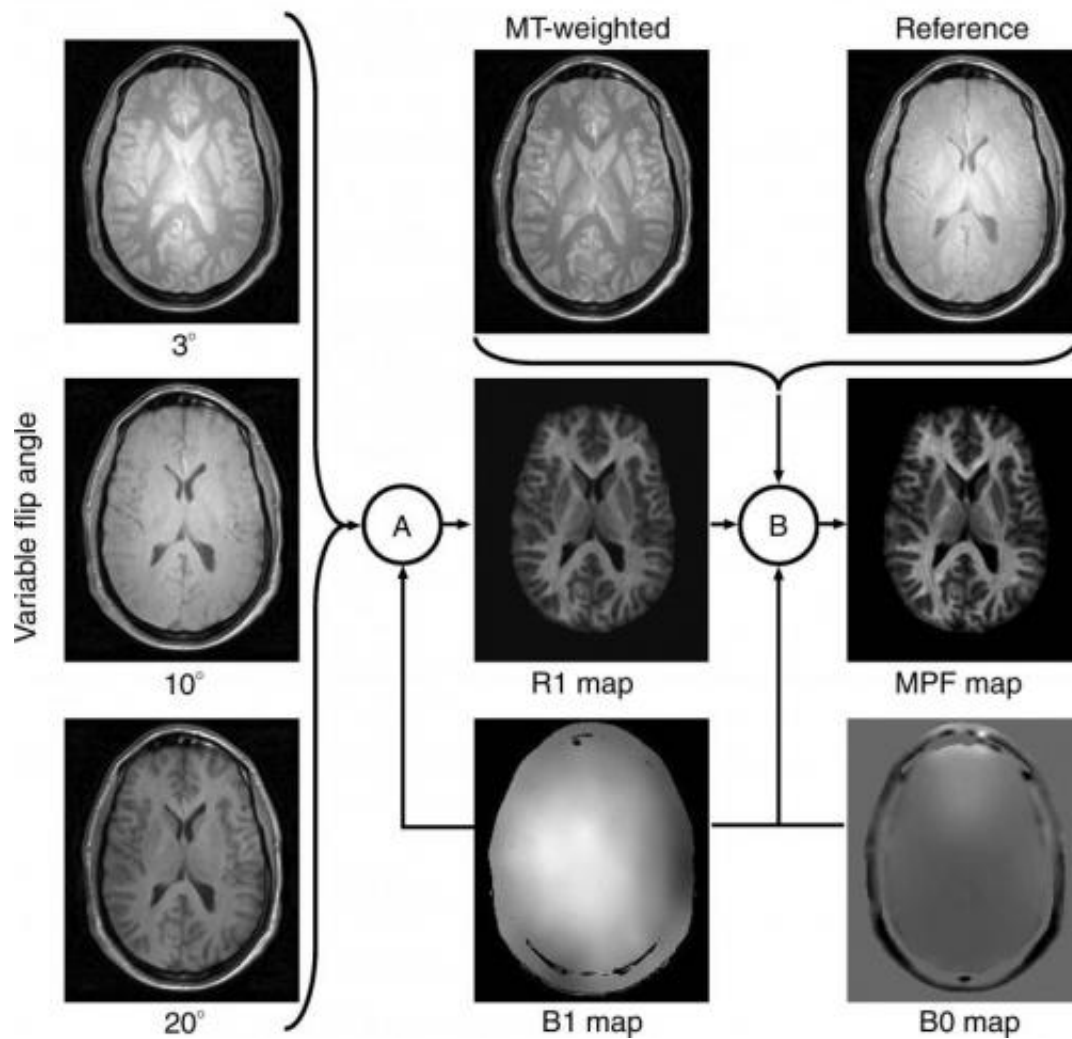 MT-weighted
Reference
3°
Variable flip angle
A
B
10°
R1 map
MPF map
20°
B1 map
B0 map